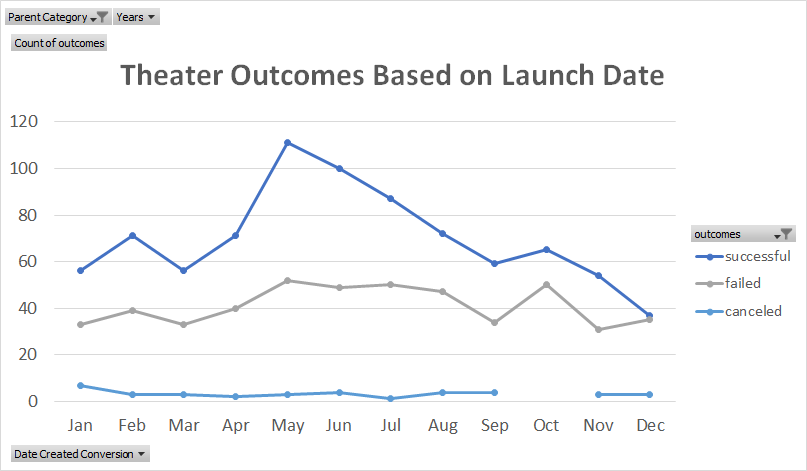 Parent Category Years
Count of outcomes
Theater Outcomes Based on Launch Date
120
100
80
60
40
20
0
Jan Feb Mar Apr May Jun Jul Aug Sep Oct Nov Dec
outcomes
successful
failed
canceled
Date Created Conversion